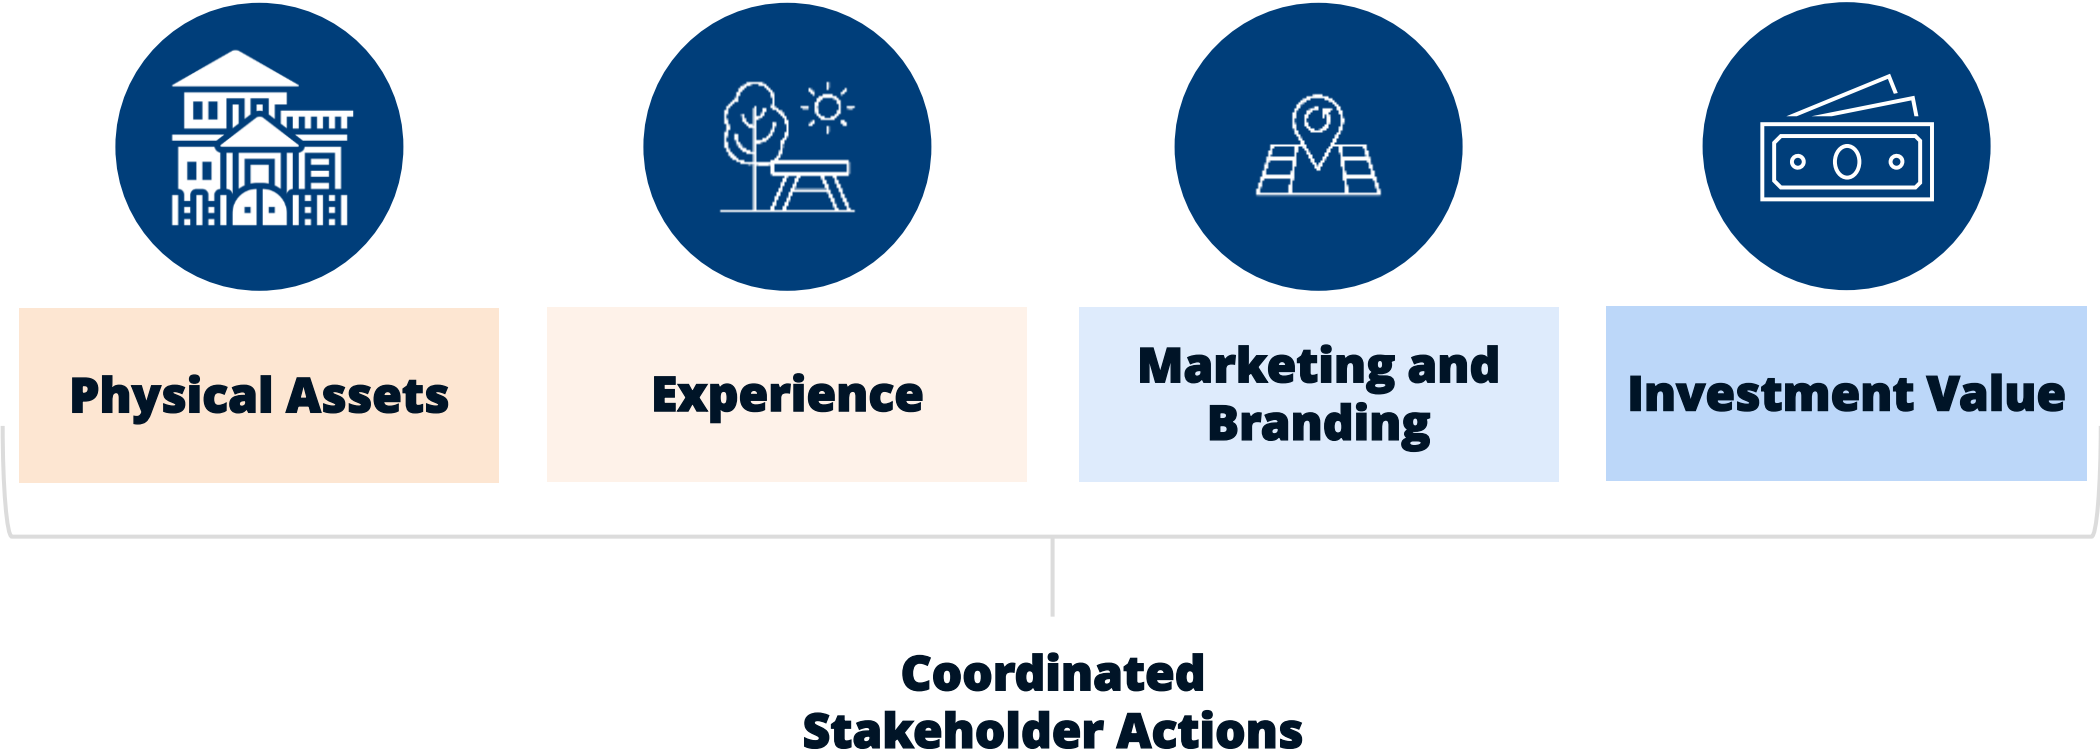 Physical Assets
Experience
Marketing and
Branding
Investment Value
Coordinated
Stakeholder Actions